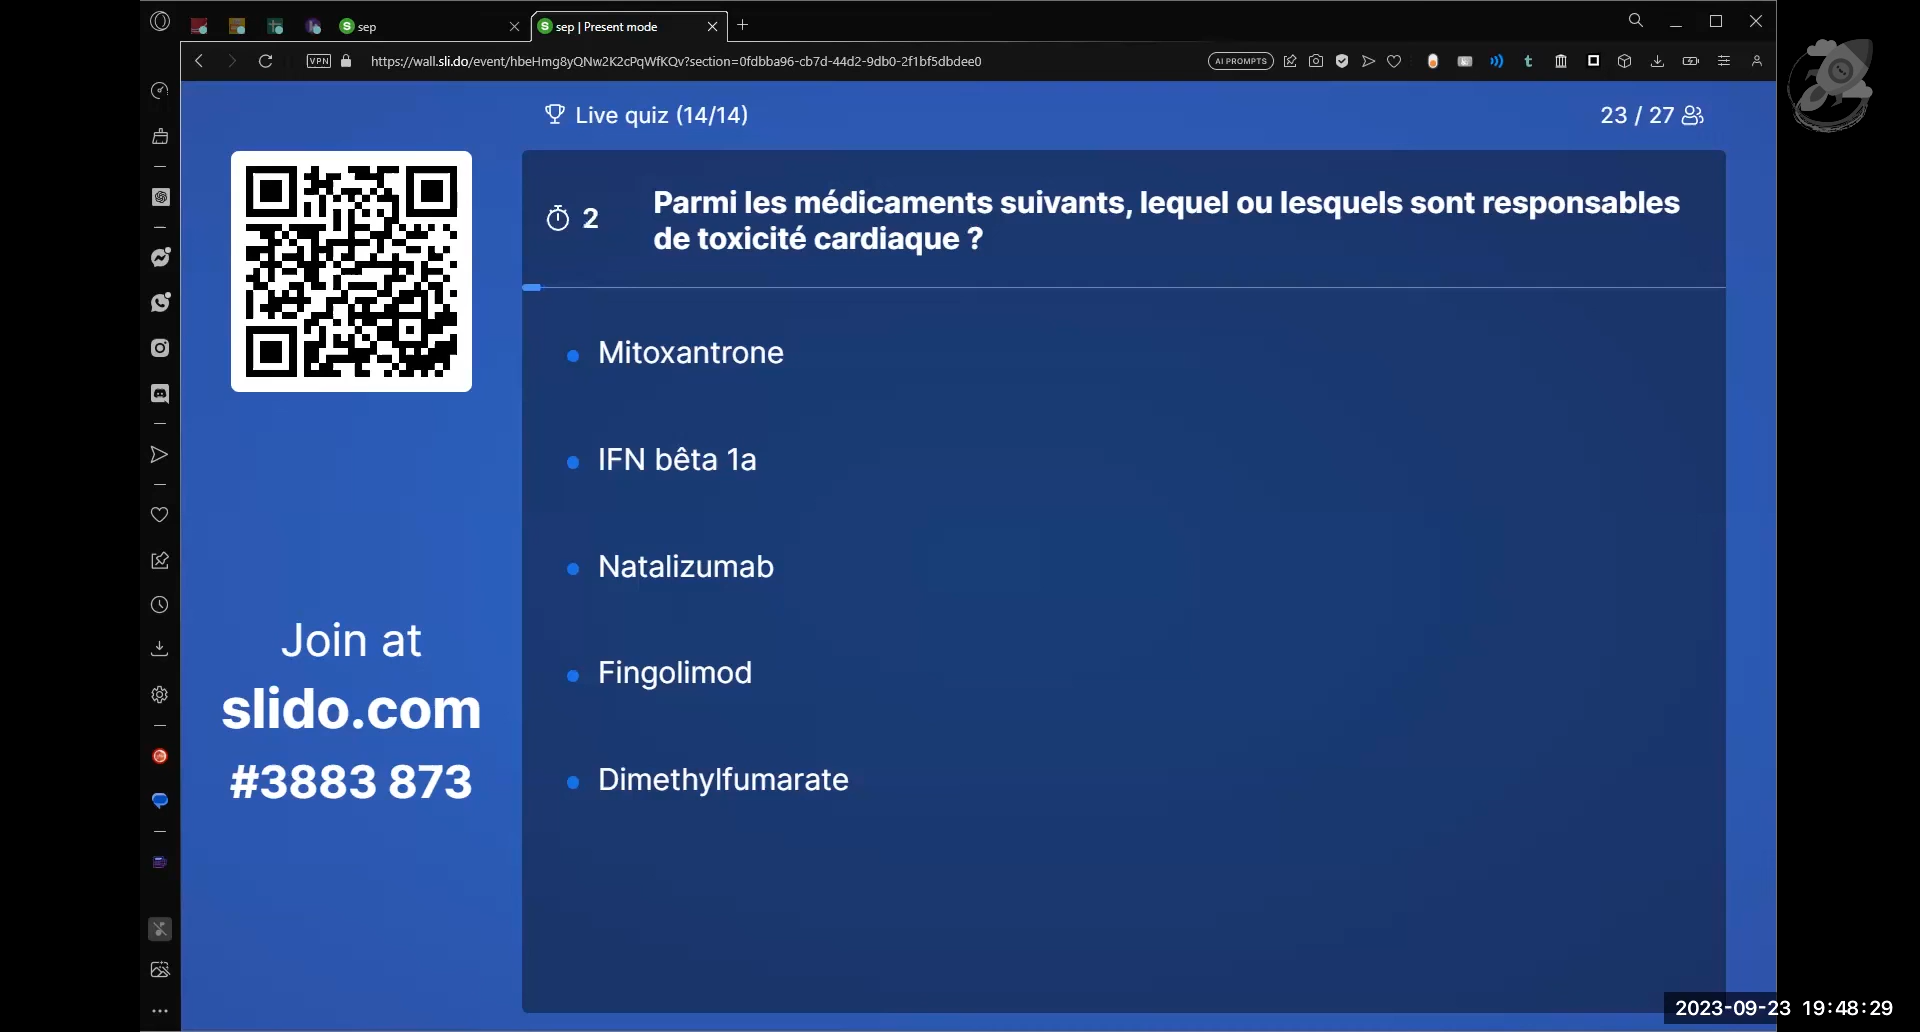 sep
sep | Present mode
VPN
https://wall.sli.do/event/hbeHmg8yQNw2K2cPqWfKQv?section=0fdbba96-cb7d-44d2-9db0-2f1bf5dbdee0
AI PROMPTS
Live quiz (14/14)
23 / 27
2
Parmi les médicaments suivants, lequel ou lesquels sont responsables
de toxicité cardiaque ?
Mitoxantrone
IFN bêta 1a
Natalizumab
Fingolimod
Dimethylfumarate
Join at
slido.com
#3883 873
2023-09-23 19:48:29